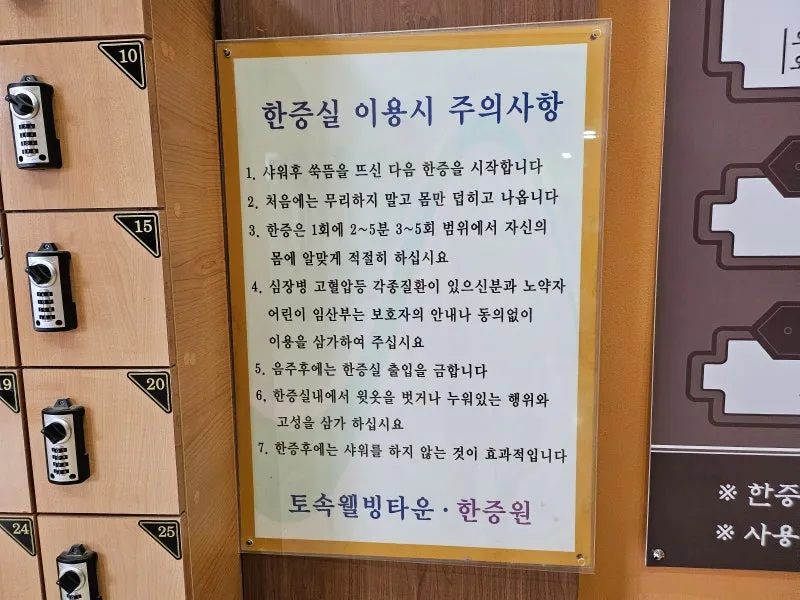 10
15
19
20
24
25
한증실 이용시 주의사항
1. 샤워후 쑥뜸을 뜨신 다음 한증을 시작합니다
2. 처음에는 무리하지 말고 몸만 덥히고 나옵니다
3. 한증은 1회에 2~5분 3~5회 범위에서 자신의
몸에 알맞게 적절히 하십시요
4. 심장병 고혈압등 각종질환이 있으신분과 노약자
어린이 임산부는 보호자의 안내나 동의없이
이용을 삼가하여 주십시요
5. 음주후에는 한증실 출입을 금합니다
6. 한증실내에서 윗옷을 벗거나 누워있는 행위와
고성을 삼가 하십시요
7. 한증후에는 샤워를 하지 않는 것이 효과적입니다
토속웰빙타운 · 한증원
※ 한증
※ 사용